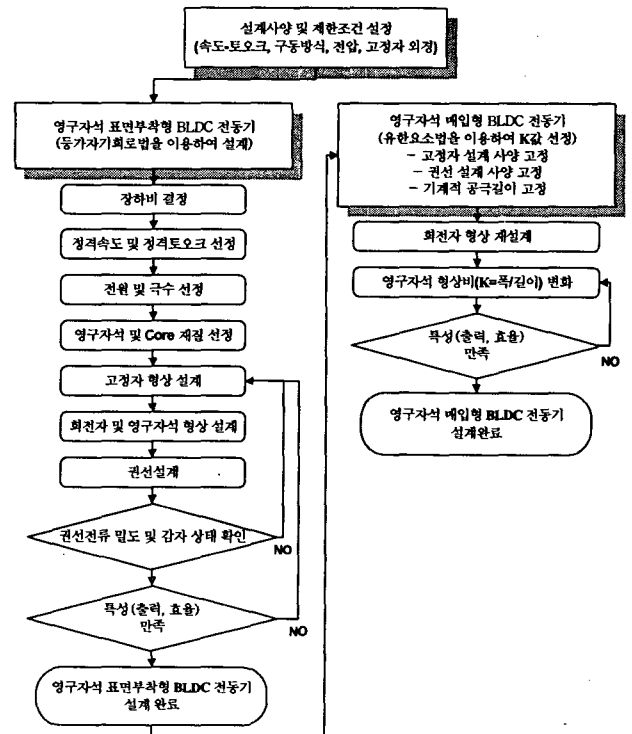 설계사양 및 제한조건 설정
(속도-토오크, 구동방식, 전압, 고정자 외경)
영구자석 표면부착형 BLDC 전동기
(등가자기회로법을 이용하여 설계)
장하비 결정
정격속도 및 정격토오크 선정
전원 및 극수 선정
영구자석 및 Core 재질 선정
고정자 형상 설계
회전자 및 영구자석 형상 설계
권선설계
권선전류 밀도 및 감자 상태 확인
NO
특성(출력, 효율)
만족
NO
영구자석 표면부착형 BLDC 전동기
설계 완료
영구자석 매입형 BLDC 전동기
(유한요소법을 이용하여 K값 선정)
- 고정자 설계 사양 고정
- 권선 설계 사양 고정
- 기계적 공극길이 고정
회전자 형상 재설계
영구자석 형상비(K=폭/길이) 변화
특성(출력, 효율)
만족
NO
영구자석 매입형 BLDC 전동기
설계완료